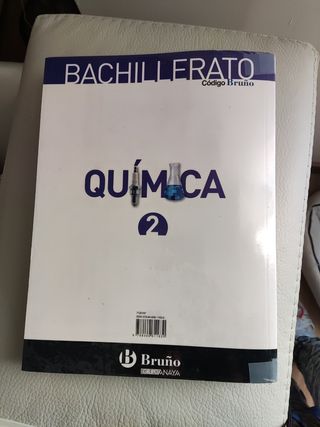 BACHILLERATO
Código Bruño
QUÍMICA
2
Bruño
GRUPO ANAYA